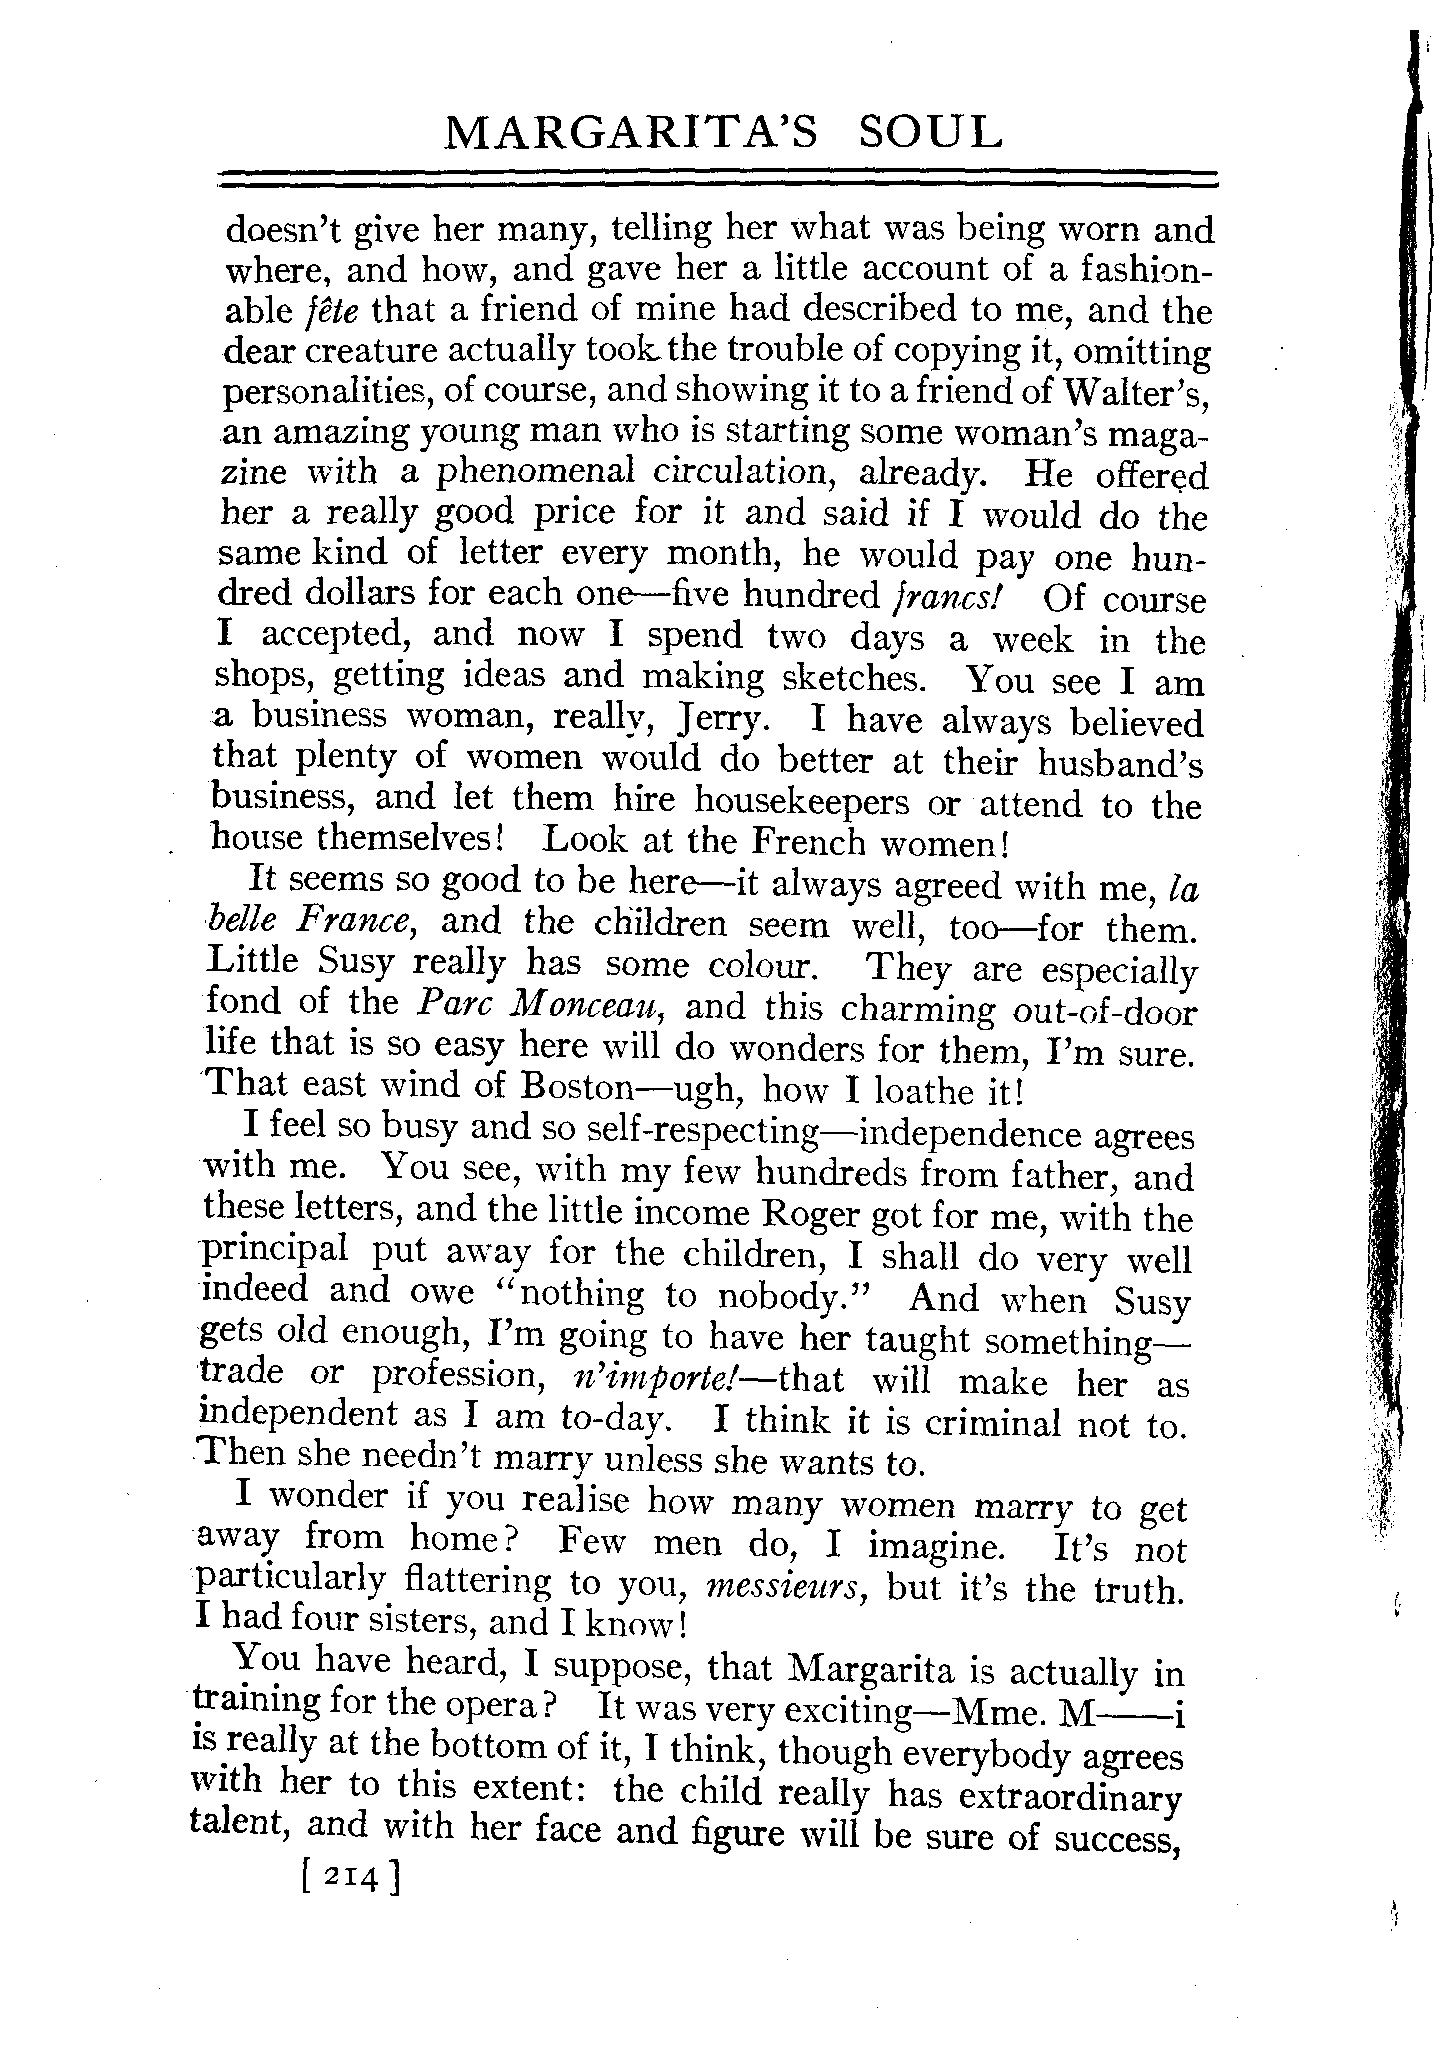 MARGARITA'S SOUL
doesn't give her many, telling her what was being worn and
where, and how, and gave her a little account of a fashion-
able fête that a friend of mine had described to me, and the
dear creature actually took the trouble of copying it, omitting
personalities, of course, and showing it to a friend of Walter's,
an amazing young man who is starting some woman's maga-
zine with a phenomenal circulation, already. He offered
her a really good price for it and said if I would do the
same kind of letter every month, he would pay one hun-
dred dollars for each one—five hundred francs! Of course
I accepted, and now I spend two days a week in the
shops, getting ideas and making sketches. You see I am
a business woman, really, Jerry. I have always believed
that plenty of women would do better at their husband's
business, and let them hire housekeepers or attend to the
house themselves! Look at the French women!
It seems so good to be here—it always agreed with me, la
belle France, and the children seem well, too—for them.
Little Susy really has some colour. They are especially
fond of the Parc Monceau, and this charming out-of-door
life that is so easy here will do wonders for them, I'm sure.
That east wind of Boston—ugh, how I loathe it!
I feel so busy and so self-respecting—independence agrees
with me. You see, with my few hundreds from father, and
these letters, and the little income Roger got for me, with the
principal put away for the children, I shall do very well
indeed and owe "nothing to nobody." And when Susy
gets old enough, I'm going to have her taught something—
trade or profession, n'importe!—that will make her as
independent as I am to-day. I think it is criminal not to.
Then she needn't marry unless she wants to.
I wonder if you realise how many women marry to get
away from home? Few men do, I imagine. It's not
particularly flattering to you, messieurs, but it's the truth.
I had four sisters, and I know!
You have heard, I suppose, that Margarita is actually in
training for the opera? It was very exciting—Mme. M——i
is really at the bottom of it, I think, though everybody agrees
with her to this extent: the child really has extraordinary
talent, and with her face and figure will be sure of success,
[ 214 ]